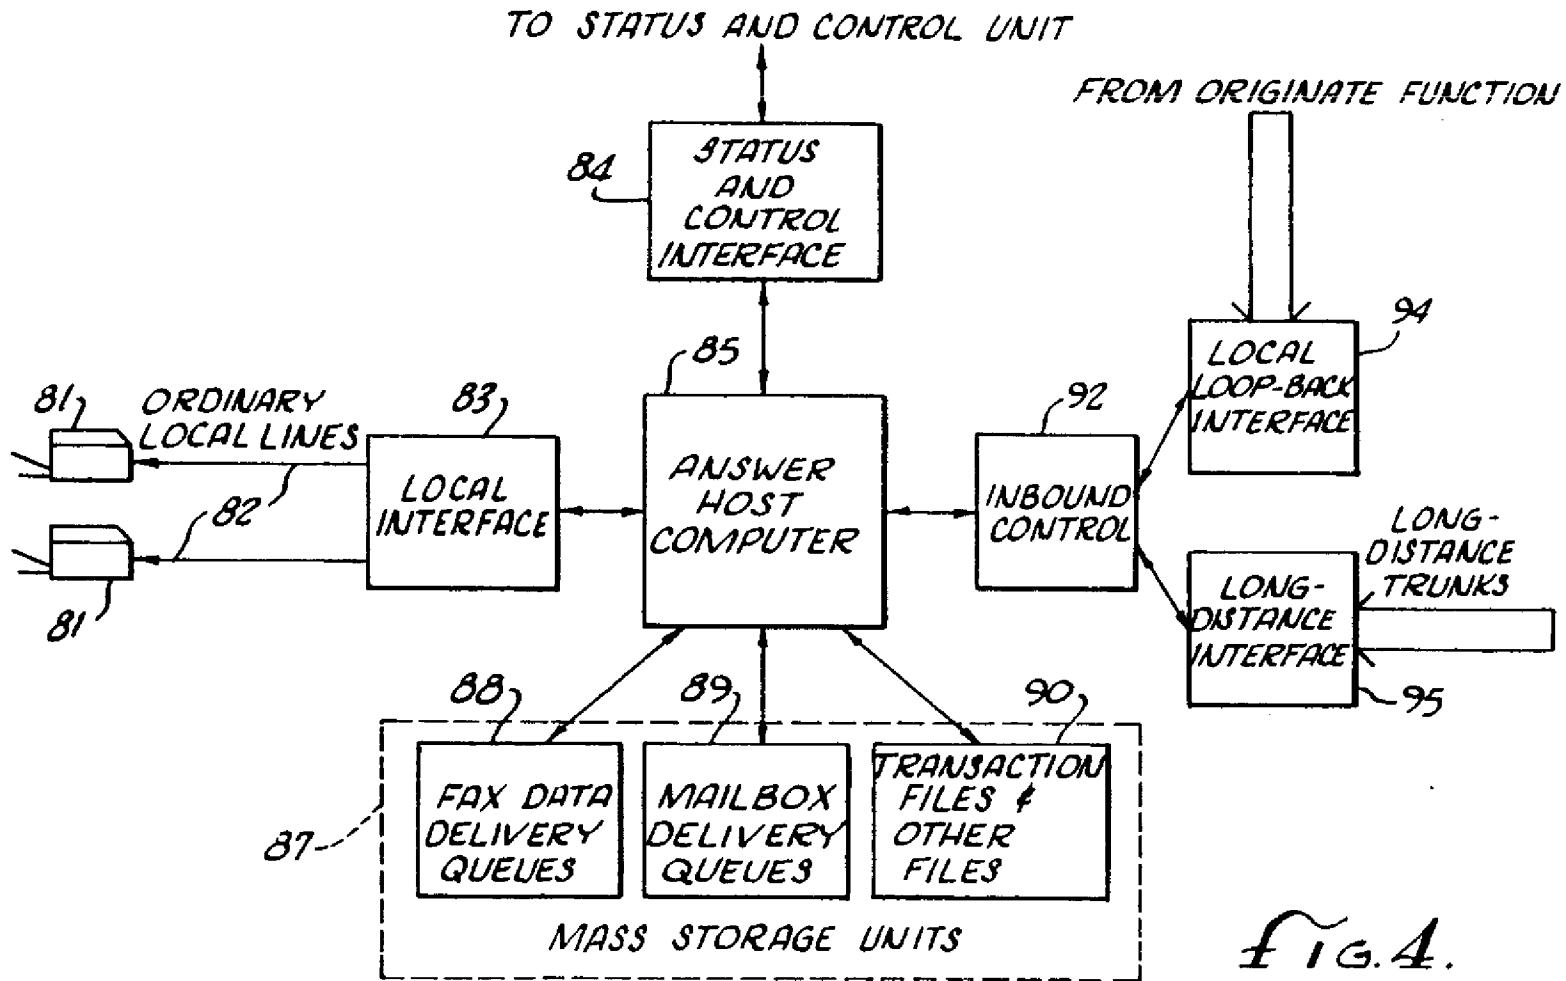 TO STATUS AND CONTROL UNIT
FROM ORIGINATE FUNCTION
84
STATUS
AND
CONTROL
INTERFACE
94
LOCAL
LOOP-BACK
INTERFACE
85
ANSWER
HOST
COMPUTER
81
ORDINARY
LOCAL LINES
82
81
83
LOCAL
INTERFACE
92
INBOUND
CONTROL
LONG-
DISTANCE
TRUNKS
LONG-
DISTANCE
INTERFACE
95
88
89
90
87
FAX DATA
DELIVERY
QUEUES
MAILBOX
DELIVERY
QUEUES
TRANSACTION
FILES &
OTHER
FILES
MASS STORAGE UNITS
fIG.4.